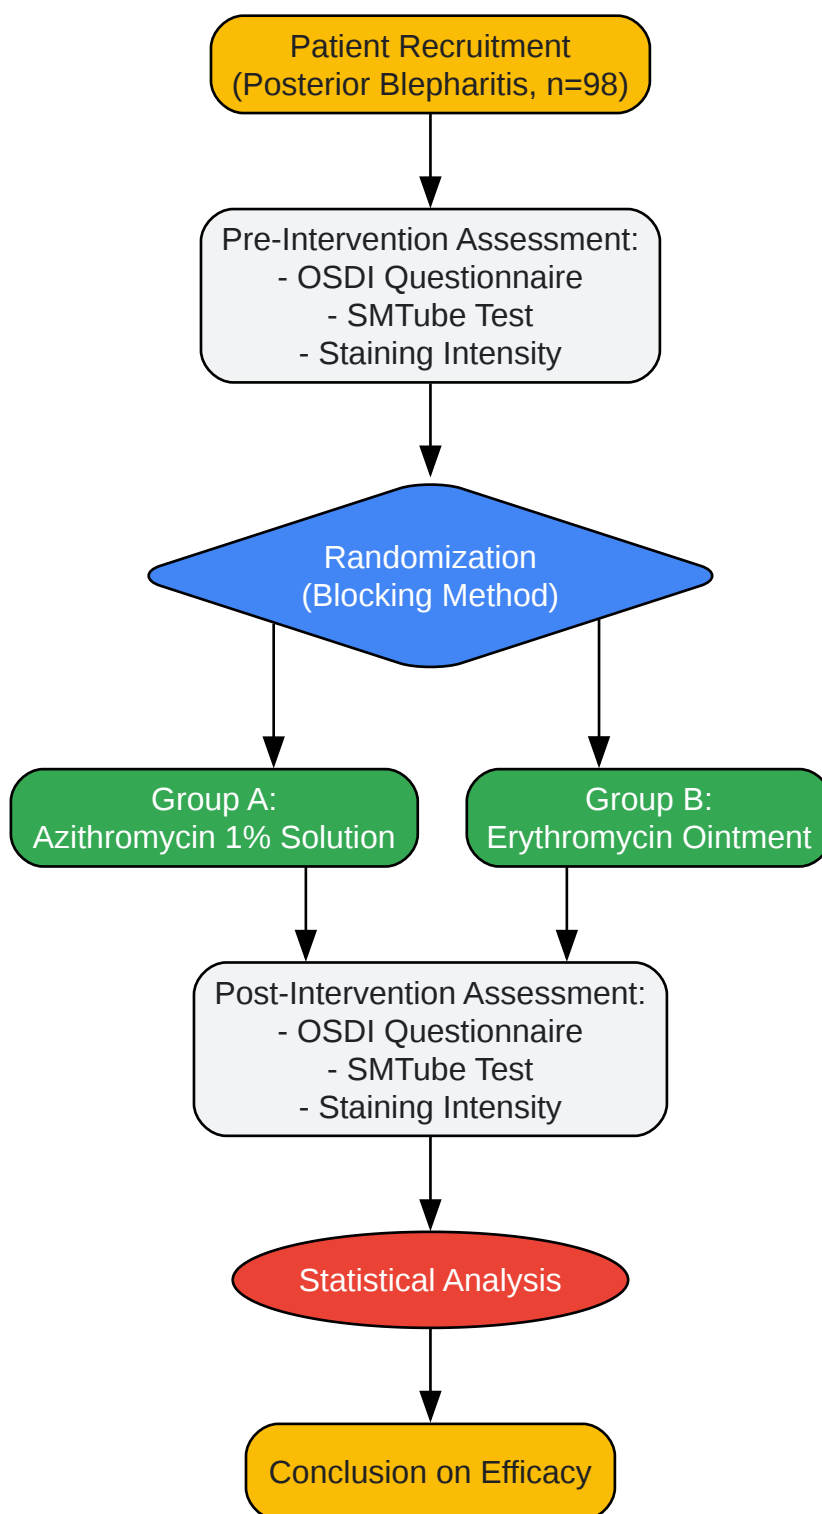 Patient Recruitment
(Posterior Blepharitis, n=98)
Pre-Intervention Assessment:
- OSDI Questionnaire
- SMTube Test
- Staining Intensity
Randomization
(Blocking Method)
Group A:
Azithromycin 1% Solution
Group B:
Erythromycin Ointment
Post-Intervention Assessment:
- OSDI Questionnaire
- SMTube Test
- Staining Intensity
Statistical Analysis
Conclusion on Efficacy